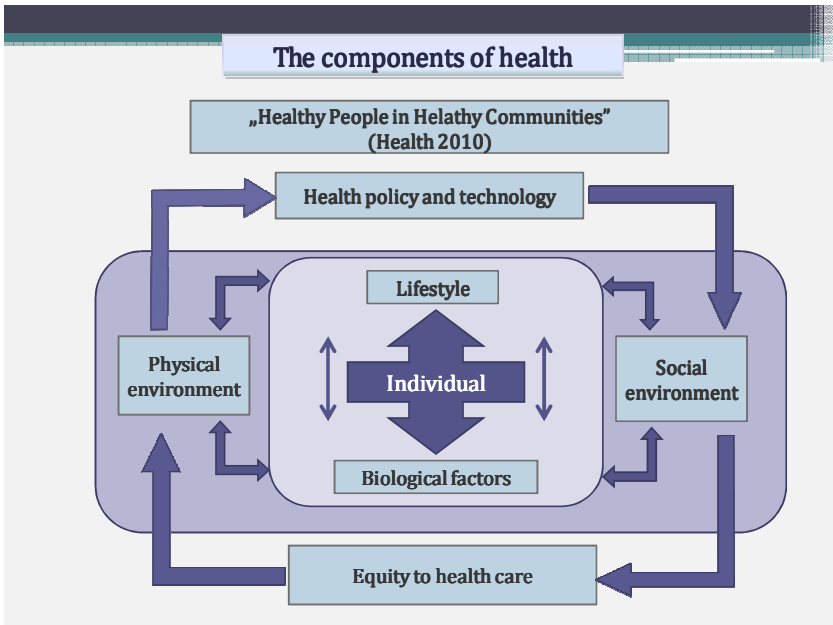 The components of health
„Healthy People in Helathy Communities”
(Health 2010)
Health policy and technology
Lifestyle
Physical
environment
Individual
Social
environment
Biological factors
Equity to health care